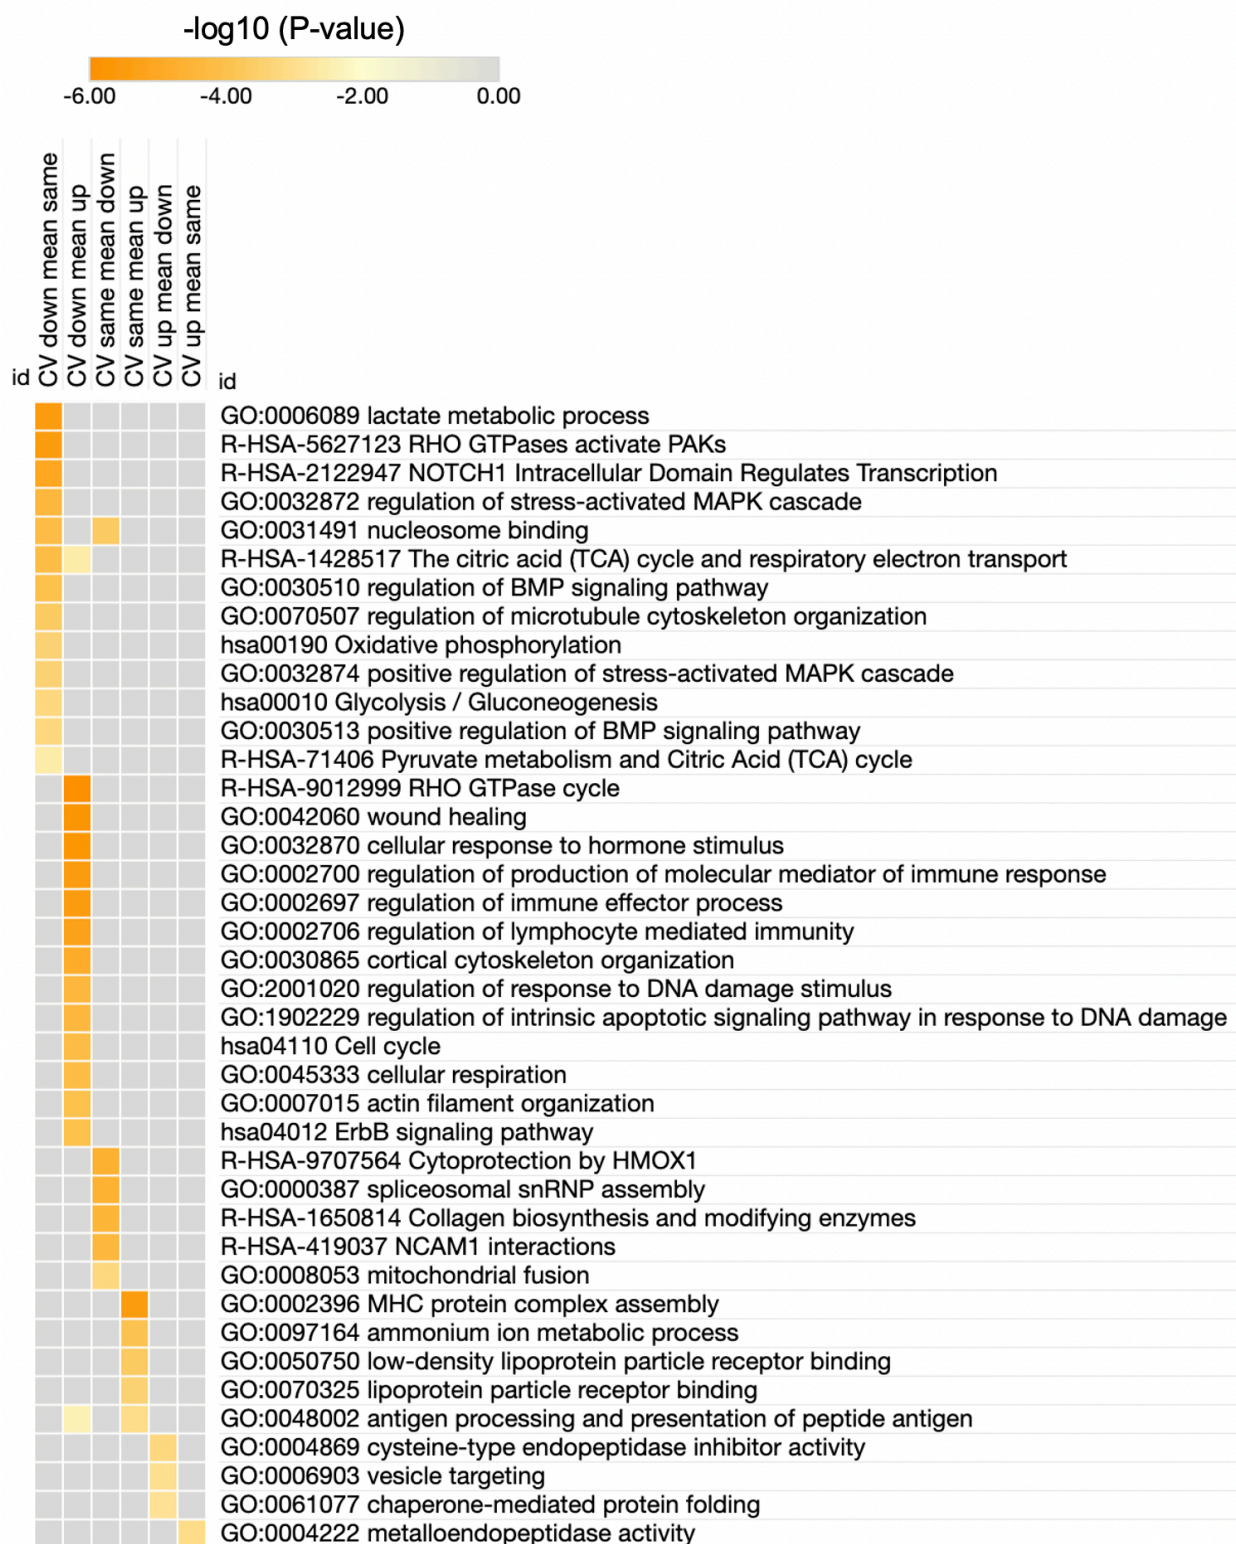 -log10 (P-value)
-6.00 -4.00 -2.00 0.00
id
CV down mean same
CV down mean up
CV same mean down
CV same mean up
CV up mean down
CV up mean same
id
GO:0006089 lactate metabolic process
R-HSA-5627123 RHO GTPases activate PAKs
R-HSA-2122947 NOTCH1 Intracellular Domain Regulates Transcription
GO:0032872 regulation of stress-activated MAPK cascade
GO:0031491 nucleosome binding
R-HSA-1428517 The citric acid (TCA) cycle and respiratory electron transport
GO:0030510 regulation of BMP signaling pathway
GO:0070507 regulation of microtubule cytoskeleton organization
hsa00190 Oxidative phosphorylation
GO:0032874 positive regulation of stress-activated MAPK cascade
hsa00010 Glycolysis / Gluconeogenesis
GO:0030513 positive regulation of BMP signaling pathway
R-HSA-71406 Pyruvate metabolism and Citric Acid (TCA) cycle
R-HSA-9012999 RHO GTPase cycle
GO:0042060 wound healing
GO:0032870 cellular response to hormone stimulus
GO:0002700 regulation of production of molecular mediator of immune response
GO:0002697 regulation of immune effector process
GO:0002706 regulation of lymphocyte mediated immunity
GO:0030865 cortical cytoskeleton organization
GO:2001020 regulation of response to DNA damage stimulus
GO:1902229 regulation of intrinsic apoptotic signaling pathway in response to DNA damage
hsa04110 Cell cycle
GO:0045333 cellular respiration
GO:0007015 actin filament organization
hsa04012 ErbB signaling pathway
R-HSA-9707564 Cytoprotection by HMOX1
GO:0000387 spliceosomal snRNP assembly
R-HSA-1650814 Collagen biosynthesis and modifying enzymes
R-HSA-419037 NCAM1 interactions
GO:0008053 mitochondrial fusion
GO:0002396 MHC protein complex assembly
GO:0097164 ammonium ion metabolic process
GO:0050750 low-density lipoprotein particle receptor binding
GO:0070325 lipoprotein particle receptor binding
GO:0048002 antigen processing and presentation of peptide antigen
GO:0004869 cysteine-type endopeptidase inhibitor activity
GO:0006903 vesicle targeting
GO:0061077 chaperone-mediated protein folding
GO:0004222 metalloendopeptidase activity